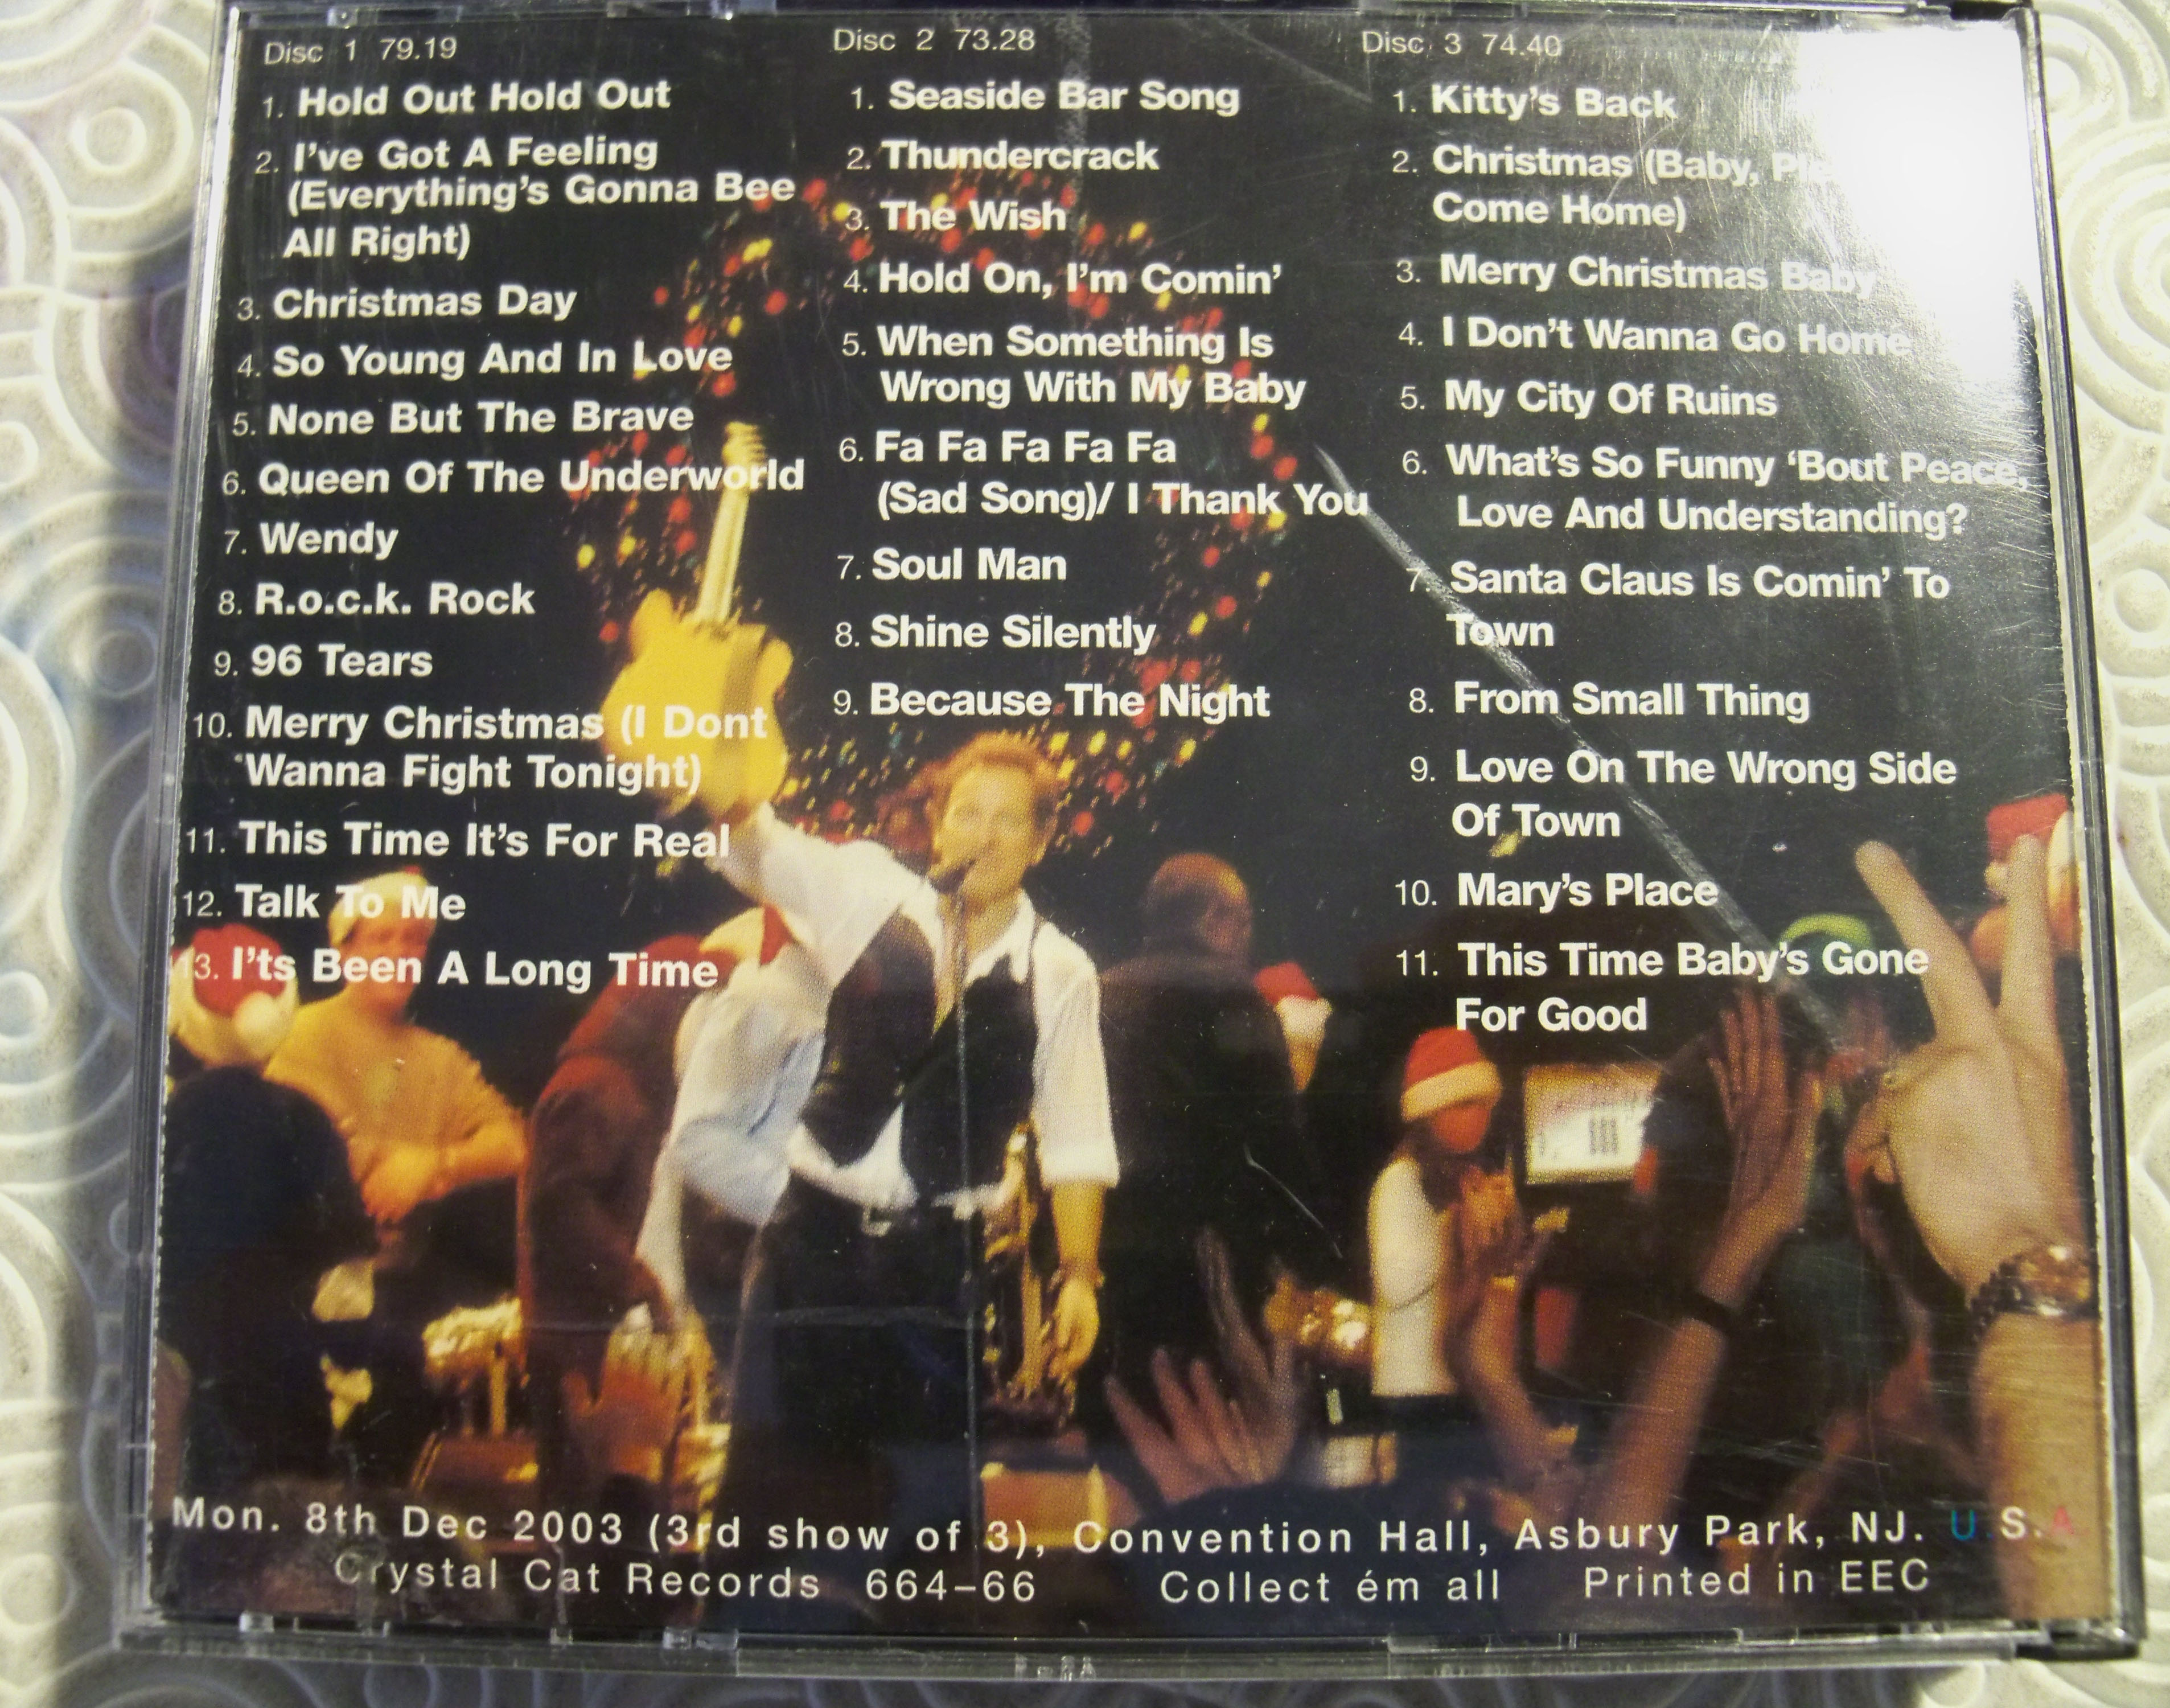 Disc 1 79.19
1. Hold Out Hold Out
2. I've Got A Feeling
(Everything's Gonna Bee
All Right)
3. Christmas Day
4. So Young And In Love
5. None But The Brave
6. Queen Of The Underworld
7. Wendy
8. R.o.c.k. Rock
9. 96 Tears
10. Merry Christmas (I Dont
'Wanna Fight Tonight)
11. This Time It's For Real
12. Talk To Me
13. I'ts Been A Long Time
Disc 2 73.28
1. Seaside Bar Song
2. Thundercrack
3. The Wish
4. Hold On, I'm Comin'
5. When Something Is
Wrong With My Baby
6. Fa Fa Fa Fa Fa
(Sad Song)/ I Thank You
7. Soul Man
8. Shine Silently
9. Because The Night
Disc 3 74.40
1. Kitty's Back
2. Christmas (Baby,
Come Home)
3. Merry Christmas Baby
4. I Don't Wanna Go Home
5. My City Of Ruins
6. What's So Funny 'Bout Peace,
Love And Understanding?
7. Santa Claus Is Comin' To
Town
8. From Small Thing
9. Love On The Wrong Side
Of Town
10. Mary's Place
11. This Time Baby's Gone
For Good
Mon. 8th Dec 2003 (3rd show of 3), Convention Hall, Asbury Park, NJ. U.S.A
Crystal Cat Records 664-66 Collect ém all Printed in EEC